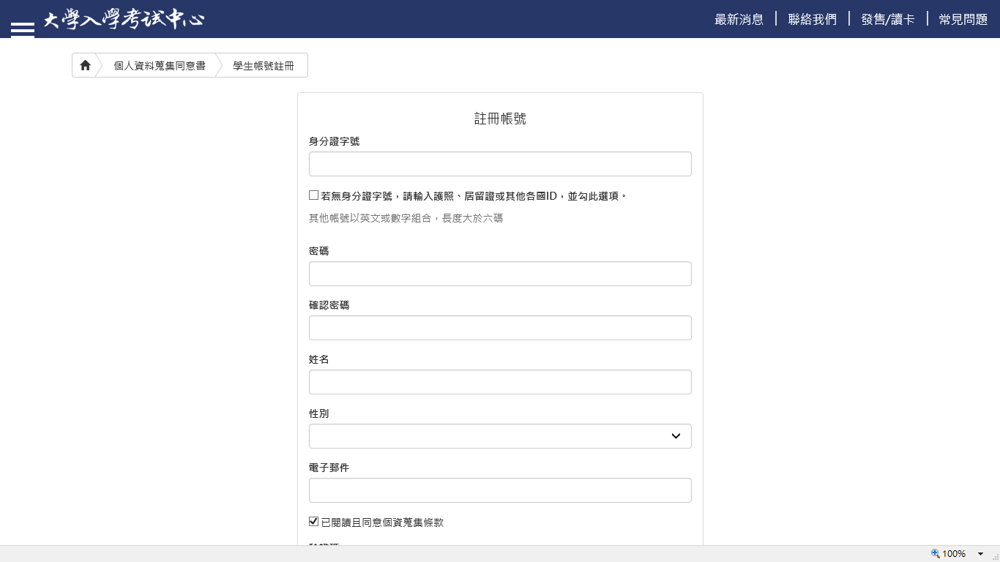 大學入學考試中心
最新消息
聯絡我們
發售/讀卡
常見問題
個人資料蒐集同意書
學生帳號註冊
註冊帳號
身分證字號
若無身分證字號，請輸入護照、居留證或其他各國ID，並勾此選項。
其他帳號以英文或數字組合，長度大於六碼
密碼
確認密碼
姓名
性別
電子郵件
已閱讀且同意個資蒐集條款
100%